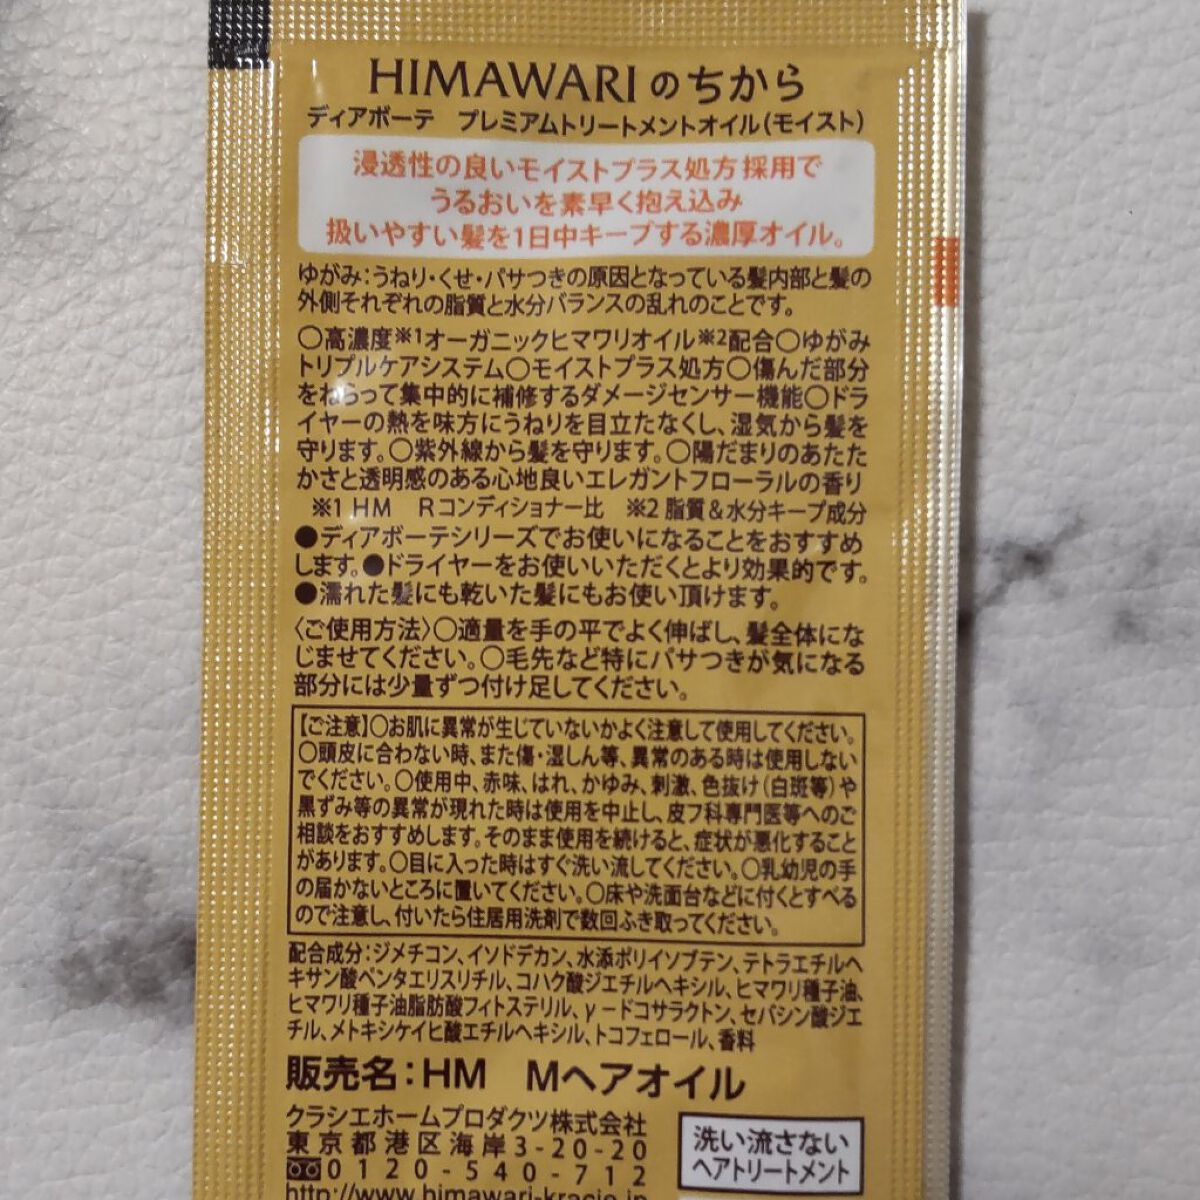 HIMAWARIのちから
ディアボーテ プレミアムトリートメントオイル(モイスト)
浸透性の良いモイストプラス処方採用で
うるおいを素早く抱え込み
扱いやすい髪を1日中キープする濃厚オイル。
ゆがみ:うねり・くせ・パサつきの原因となっている髪内部と髪の
外側それぞれの脂質と水分バランスの乱れのことです。
○高濃度※1オーガニックヒマワリオイル※2配合○ゆがみ
トリプルケアシステム○モイストプラス処方○傷んだ部分
をねらって集中的に補修するダメージセンサー機能○ドラ
イヤーの熱を味方にうねりを目立たなくし、湿気から髪を
守ります。○紫外線から髪を守ります。○陽だまりのあたた
かさと透明感のある心地良いエレガントフローラルの香り
※1 HM Rコンディショナー比 ※2 脂質&水分キープ成分
●ディアボーテシリーズでお使いになることをおすすめ
します。●ドライヤーをお使いいただくとより効果的です。
●濡れた髪にも乾いた髪にもお使い頂けます。
〈ご使用方法〉○適量を手の平でよく伸ばし、髪全体にな
じませてください。○毛先など特にパサつきが気になる
部分には少量ずつ付け足してください。
【ご注意】○お肌に異常が生じていないかよく注意して使用してください。
○頭皮に合わない時、また傷・湿しん等、異常のある時は使用しない
でください。○使用中、赤味、はれ、かゆみ、刺激、色抜け(白斑等)や
黒ずみ等の異常が現れた時は使用を中止し、皮フ科専門医等へのご
相談をおすすめします。そのまま使用を続けると、症状が悪化すること
があります。○目に入った時はすぐ洗い流してください。○乳幼児の手
の届かないところに置いてください。○床や洗面台などに付くとすべる
ので注意し、付いたら住居用洗剤で数回ふき取ってください。
配合成分:ジメチコン、イソドデカン、水添ポリイソブテン、テトラエチルヘ
キサン酸ペンタエリスリチル、コハク酸ジエチルヘキシル、ヒマワリ種子油、
ヒマワリ種子油脂肪酸フィトステリル、γードコサラクトン、セバシン酸ジエ
チル、メトキシケイヒ酸エチルヘキシル、トコフェロール、香料
販売名:HM Mヘアオイル
クラシエホームプロダクツ株式会社
東京都港区海岸3-20-20
0120-540-712
http://www.himawari-kracie.jp
洗い流さない
ヘアトリートメント